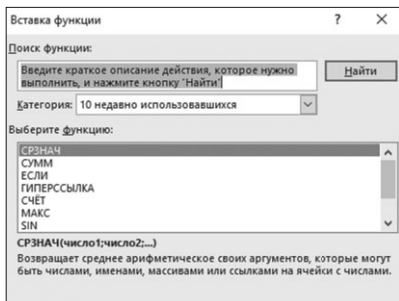 Вставка функции ? ×
Поиск функции:
Введите краткое описание действия, которое нужно
выполнить, и нажмите кнопку "Найти"
Найти
Категория: 10 недавно использовавшихся
Выберите функцию:
СРЗНАЧ
СУММ
ЕСЛИ
ГИПЕРССЫЛКА
СЧЁТ
МАКС
SIN
СРЗНАЧ(число1;число2;...)
Возвращает среднее арифметическое своих аргументов, которые могут
быть числами, именами, массивами или ссылками на ячейки с числами.